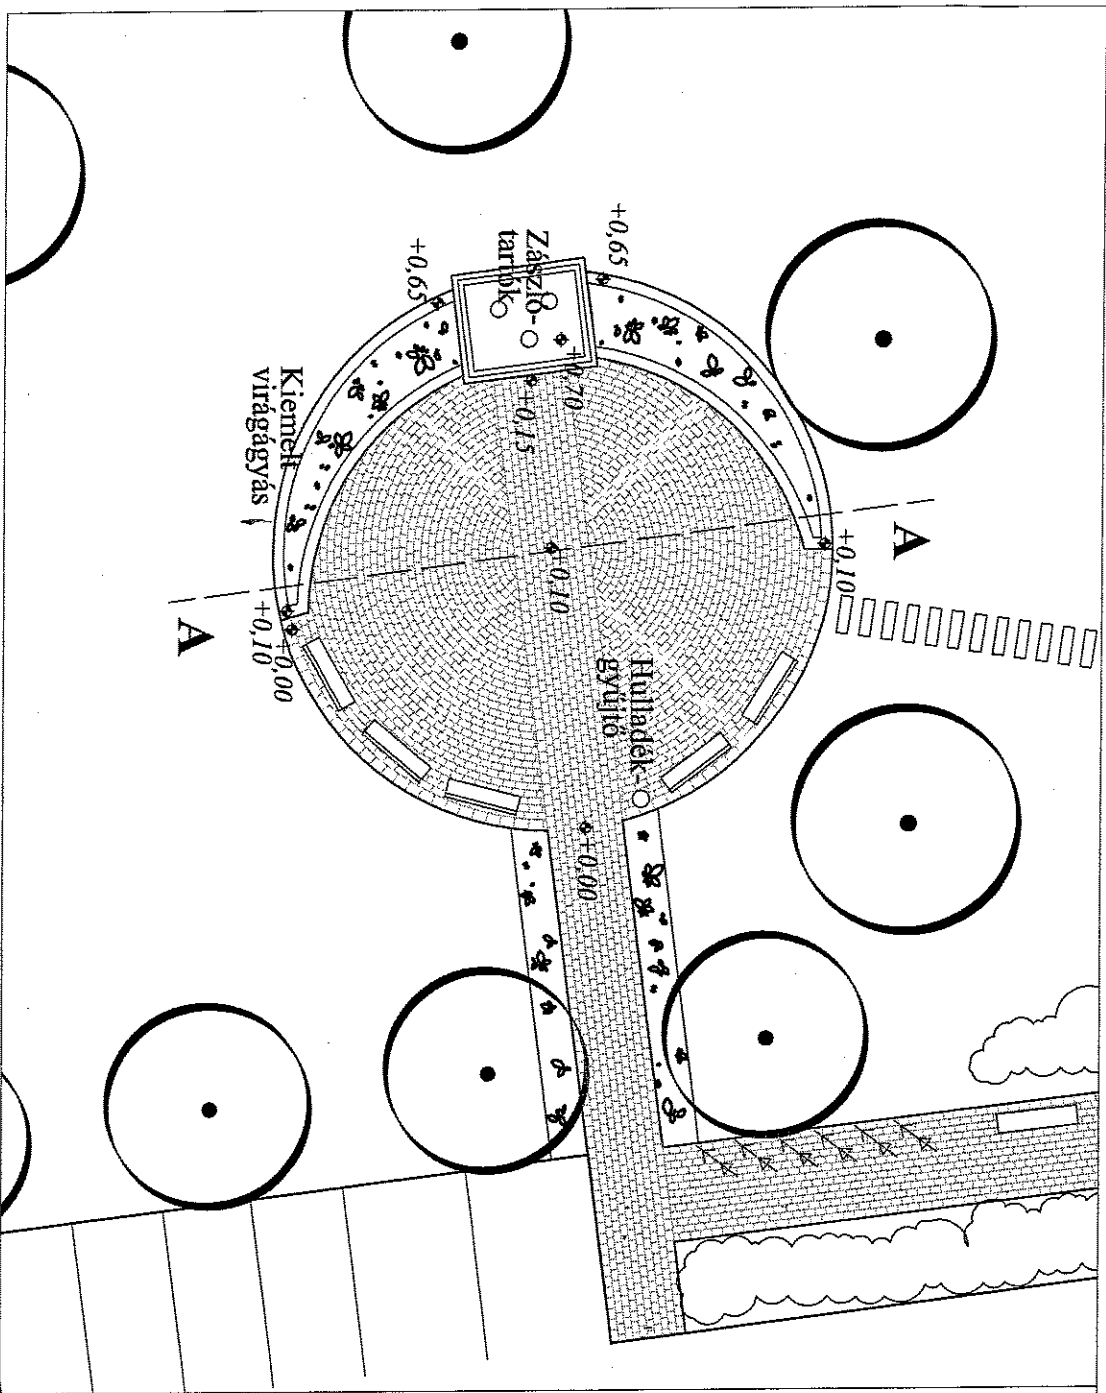 +0,65
Zászló-
tartók
+0,65
+0,70
+0,15
Kiemelt
virágágyás
A
+0,10
+0,10
A
+0,00
+0,10
Hulladék-
gyűjtő
+0,00